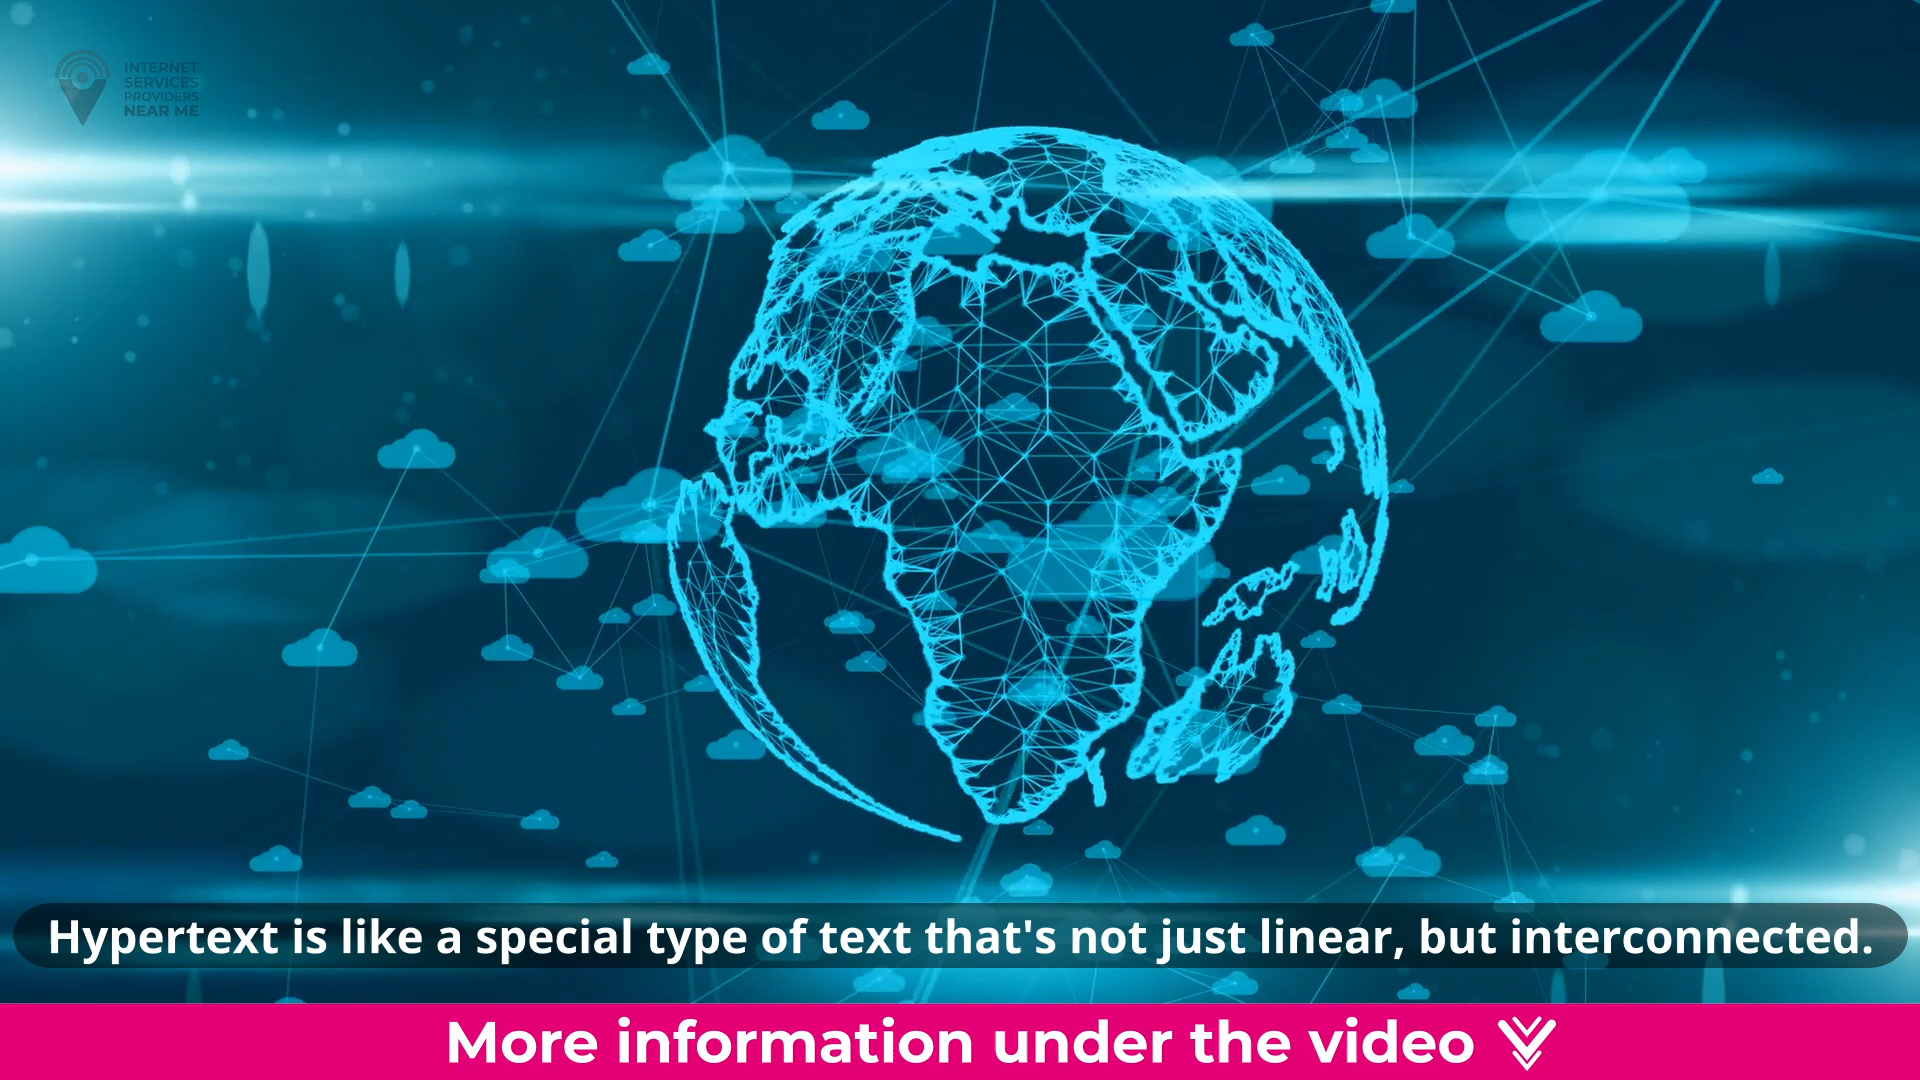 INTERNET
SERVICES
PROVIDERS
NEAR ME
Hypertext is like a special type of text that's not just linear, but interconnected.
More information under the video